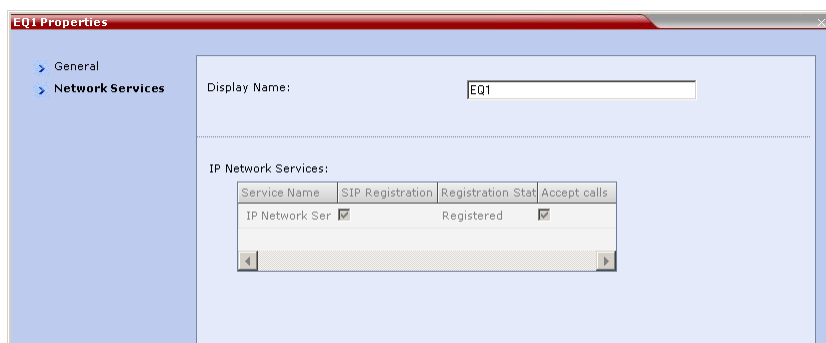 EQ1 Properties
General
Network Services
Display Name:
EQ1
IP Network Services:
Service Name SIP Registration Registration Stat Accept calls
IP Network Ser Registered